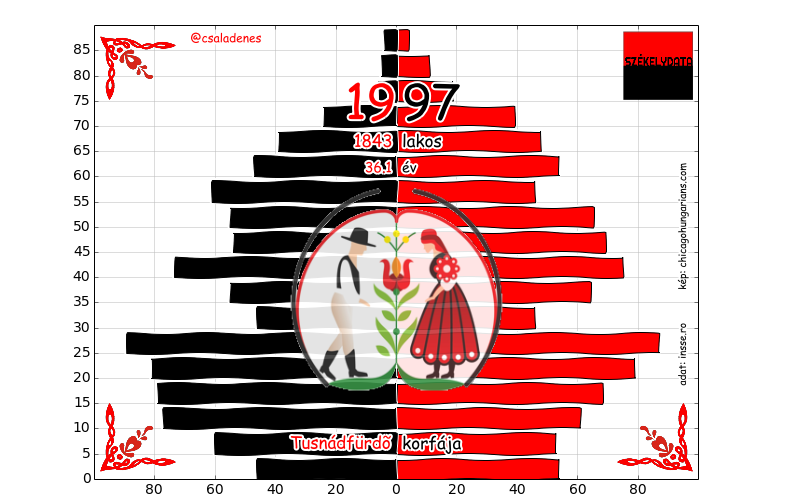 @csaladenes
SZÉKELYDATA
1997
1843 lakos
36.1 év
kép: chicagohungarians.com
adat: insse.ro
Tusnádfürdő korfája
85
80
75
70
65
60
55
50
45
40
35
30
25
20
15
10
5
0
80 60 40 20 0 20 40 60 80